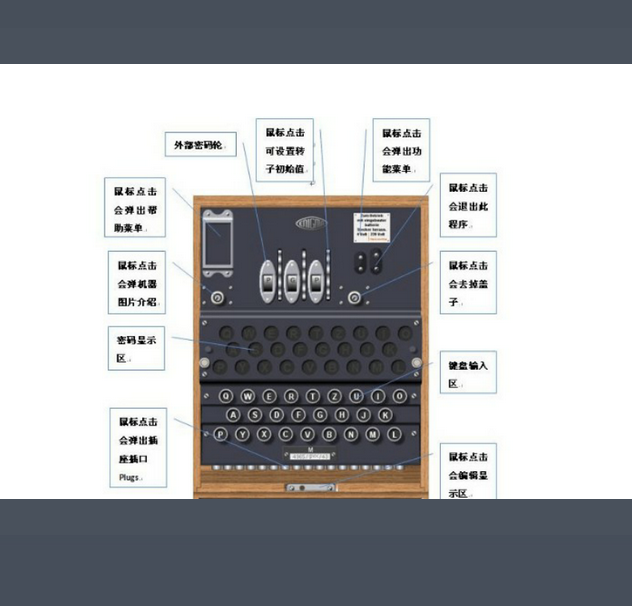 外部密码轮
鼠标点击
可设置转
子初始值
鼠标点击
会弹出功
能菜单
鼠标点击
会弹出帮
助菜单
鼠标点击
会退出此
程序
鼠标点击
会弹机器
图片介绍
鼠标点击
会去掉盖
子
密码显示
区
键盘输入
区
Q W E R T Z U I O
A S D F G H J K
P Y X C V B N M L
鼠标点击
会弹出插
座插口
Plugs
鼠标点击
会编辑显
示区